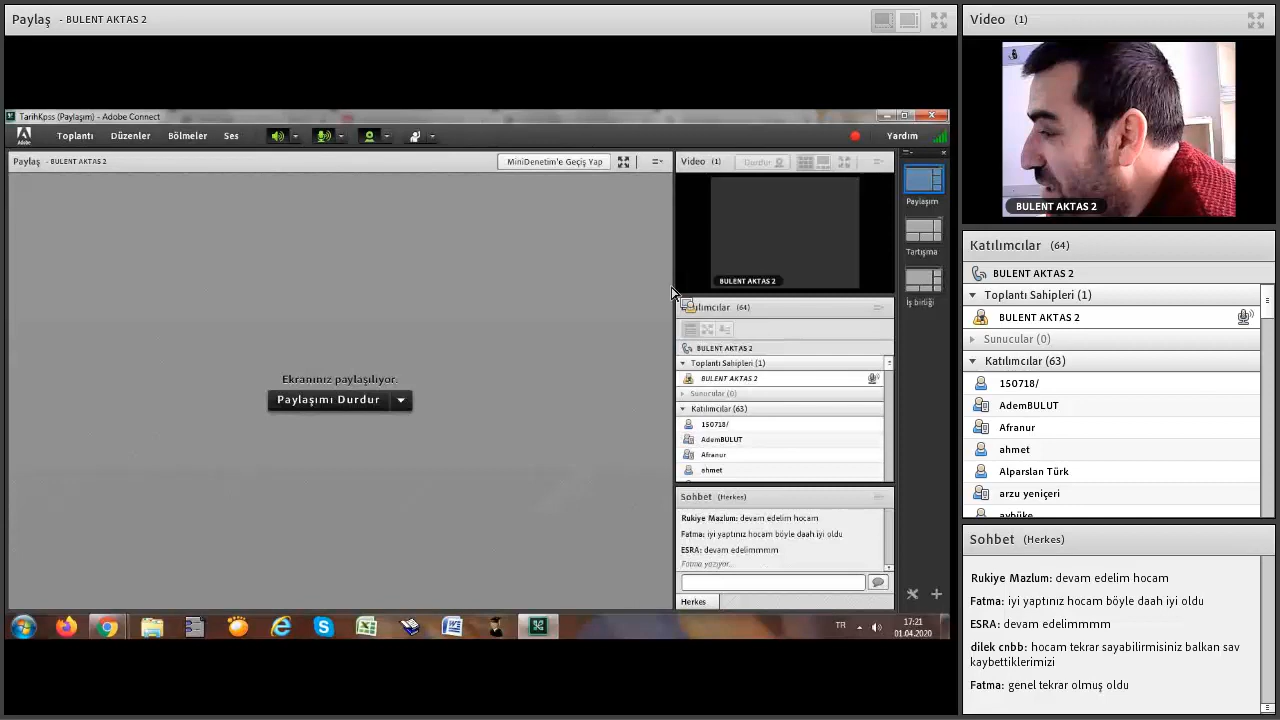 Paylaş - BULENT AKTAS 2
TarihKpss (Paylaşım) - Adobe Connect
Adobe
Toplantı Düzenler Bölmeler Ses Yardım
Paylaş - BULENT AKTAS 2
MiniDenetim'e Geçiş Yap
Ekranınız paylaşılıyor.
Paylaşımı Durdur
Video (1)
Durdur
BULENT AKTAS 2
Katılımcılar (64)
BULENT AKTAS 2
Toplantı Sahipleri (1)
BULENT AKTAS 2
Sunucular (0)
Katılımcılar (63)
150718/
AdemBULUT
Afranur
ahmet
Sohbet (Herkes)
Rukiye Mazlum: devam edelim hocam
Fatma: iyi yaptınız hocam böyle daah iyi oldu
ESRA: devam edelimmmm
Fatma yazıyor...
Herkes
Paylaşım
Tartışma
İş birliği
TR
17:21
01.04.2020
Video (1)
BULENT AKTAS 2
Katılımcılar (64)
BULENT AKTAS 2
Toplantı Sahipleri (1)
BULENT AKTAS 2
Sunucular (0)
Katılımcılar (63)
150718/
AdemBULUT
Afranur
ahmet
Alparslan Türk
arzu yeniçeri
aybüke
Sohbet (Herkes)
Rukiye Mazlum: devam edelim hocam
Fatma: iyi yaptınız hocam böyle daah iyi oldu
ESRA: devam edelimmmm
dilek cnbb: hocam tekrar sayabilirmisiniz balkan sav
kaybettiklerimizi
Fatma: genel tekrar olmuş oldu